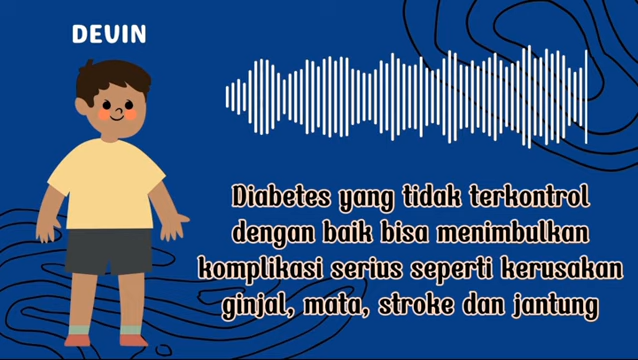 DEVIN
Diabetes yang tidak terkontrol
dengan baik bisa menimbulkan
komplikasi serius seperti kerusakan
ginjal, mata, stroke dan jantung